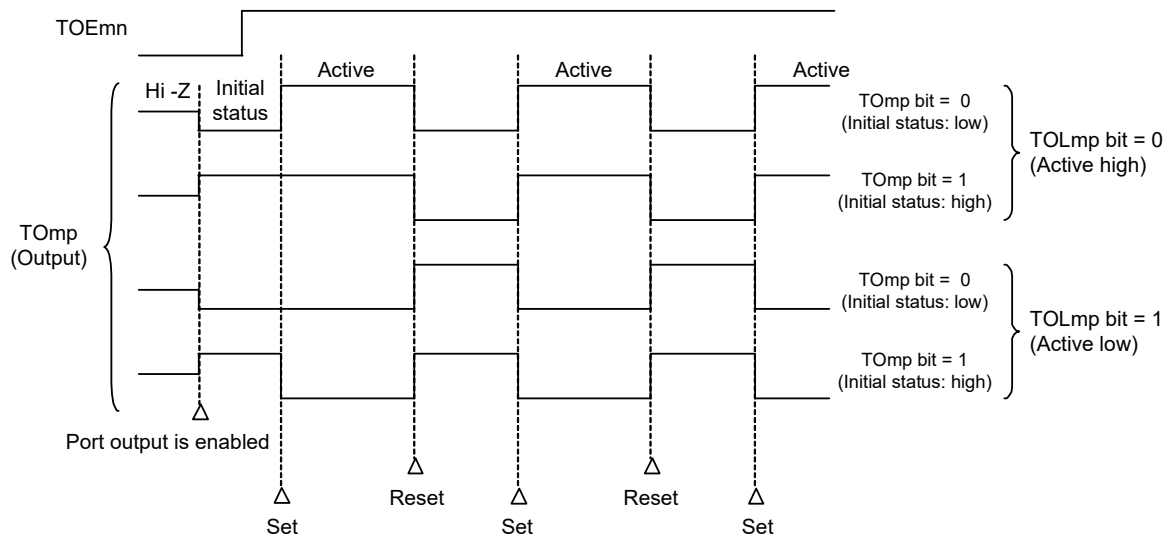 TOEmn
Active
Active
Active
Hi -Z
Initial
status
TOmp bit = 0
(Initial status: low)
TOLmp bit = 0
(Active high)
TOmp bit = 1
(Initial status: high)
TOmp
(Output)
TOmp bit = 0
(Initial status: low)
TOLmp bit = 1
(Active low)
TOmp bit = 1
(Initial status: high)
Port output is enabled
Reset
Reset
Set
Set
Set